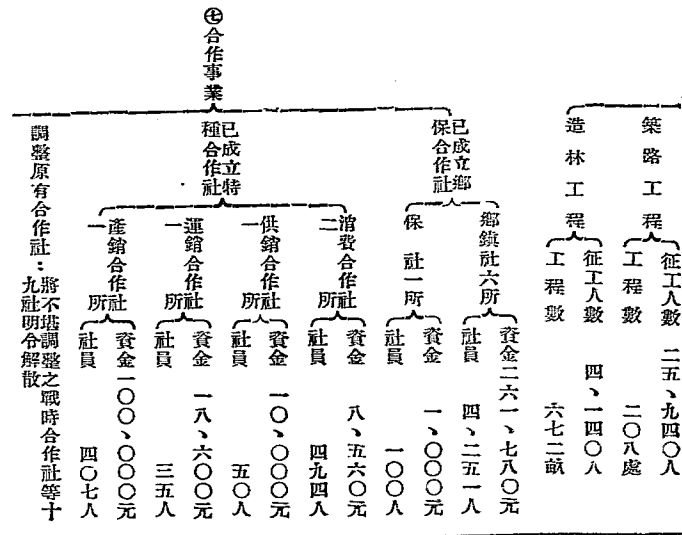 築路工程
征工人數 二五、九四〇人
工程數 二〇八處
造林工程
征工人數 四、一四〇人
工程數 六七二畝
㊆合作事業
已成立鄉
保合作社
鄉鎮社六所
資金二六一、七八〇元
社員 四、二五一人
保社一所
資金 一、〇〇〇元
社員 一〇〇人
已成立特
種合作社
消費合作社
二所
資金 八、五六〇元
社員 四九四人
供銷合作社
一所
資金 一〇、〇〇〇元
社員 五〇人
運銷合作社
一所
資金 一八、六〇〇元
社員 三五人
產銷合作社
一所
資金一〇〇、〇〇〇元
社員 四〇七人
調整原有合作社：
將不堪調整之戰時合作社等十
九社明令解散